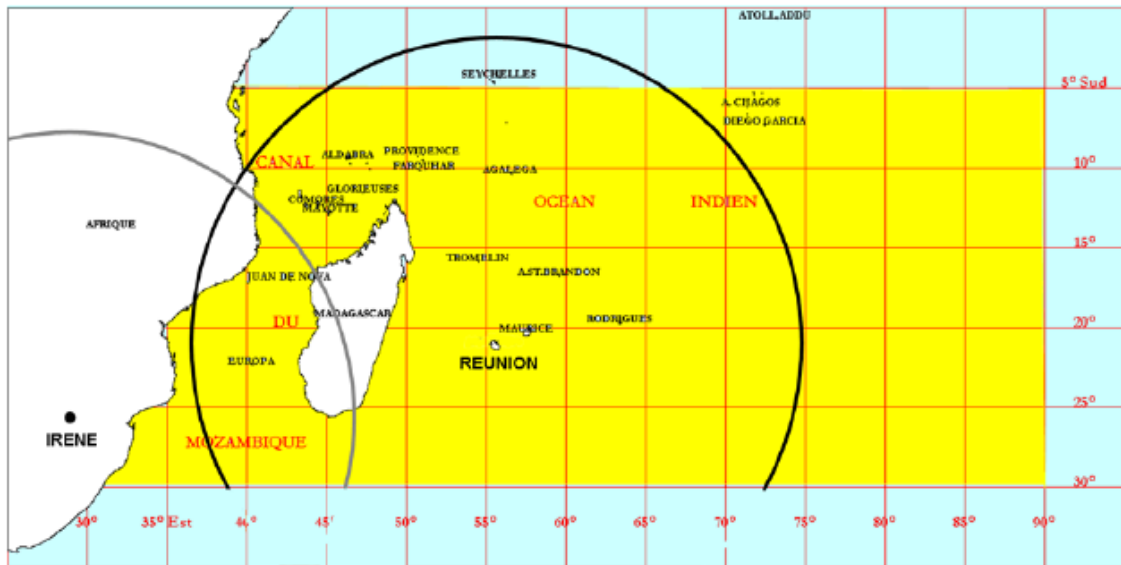 ATOLL.ADDU
SEYCHELLES
5° Sud
A. CHAGOS
DIEGO GARCIA
PROVIDENCE
ALDABRA
CANAL
FARQUHAR
AGALEGA
10°
GLORIEUSES
COMORES
MAYOTTE
OCEAN
INDIEN
AFRIQUE
15°
TROMELIN
A.ST.BRANDON
JUAN DE NOVA
MADAGASCAR
DU
RODRIGUES
MAURICE
20°
EUROPA
REUNION
25°
IRENE
MOZAMBIQUE
30°
30° 35° Est 40° 45° 50° 55° 60° 65° 70° 75° 80° 85° 90°